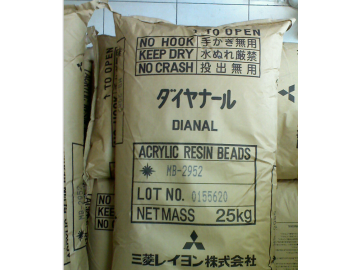 ↑ TO OPEN
NO HOOK 手かぎ無用
KEEP DRY 水ぬれ厳禁
NO CRASH 投出無用
ダイヤナール
DIANAL
ACRYLIC RESIN BEADS
MB-2952
LOT NO. 0155620
NET MASS 25kg
三菱レイヨン株式会社
TO OPEN